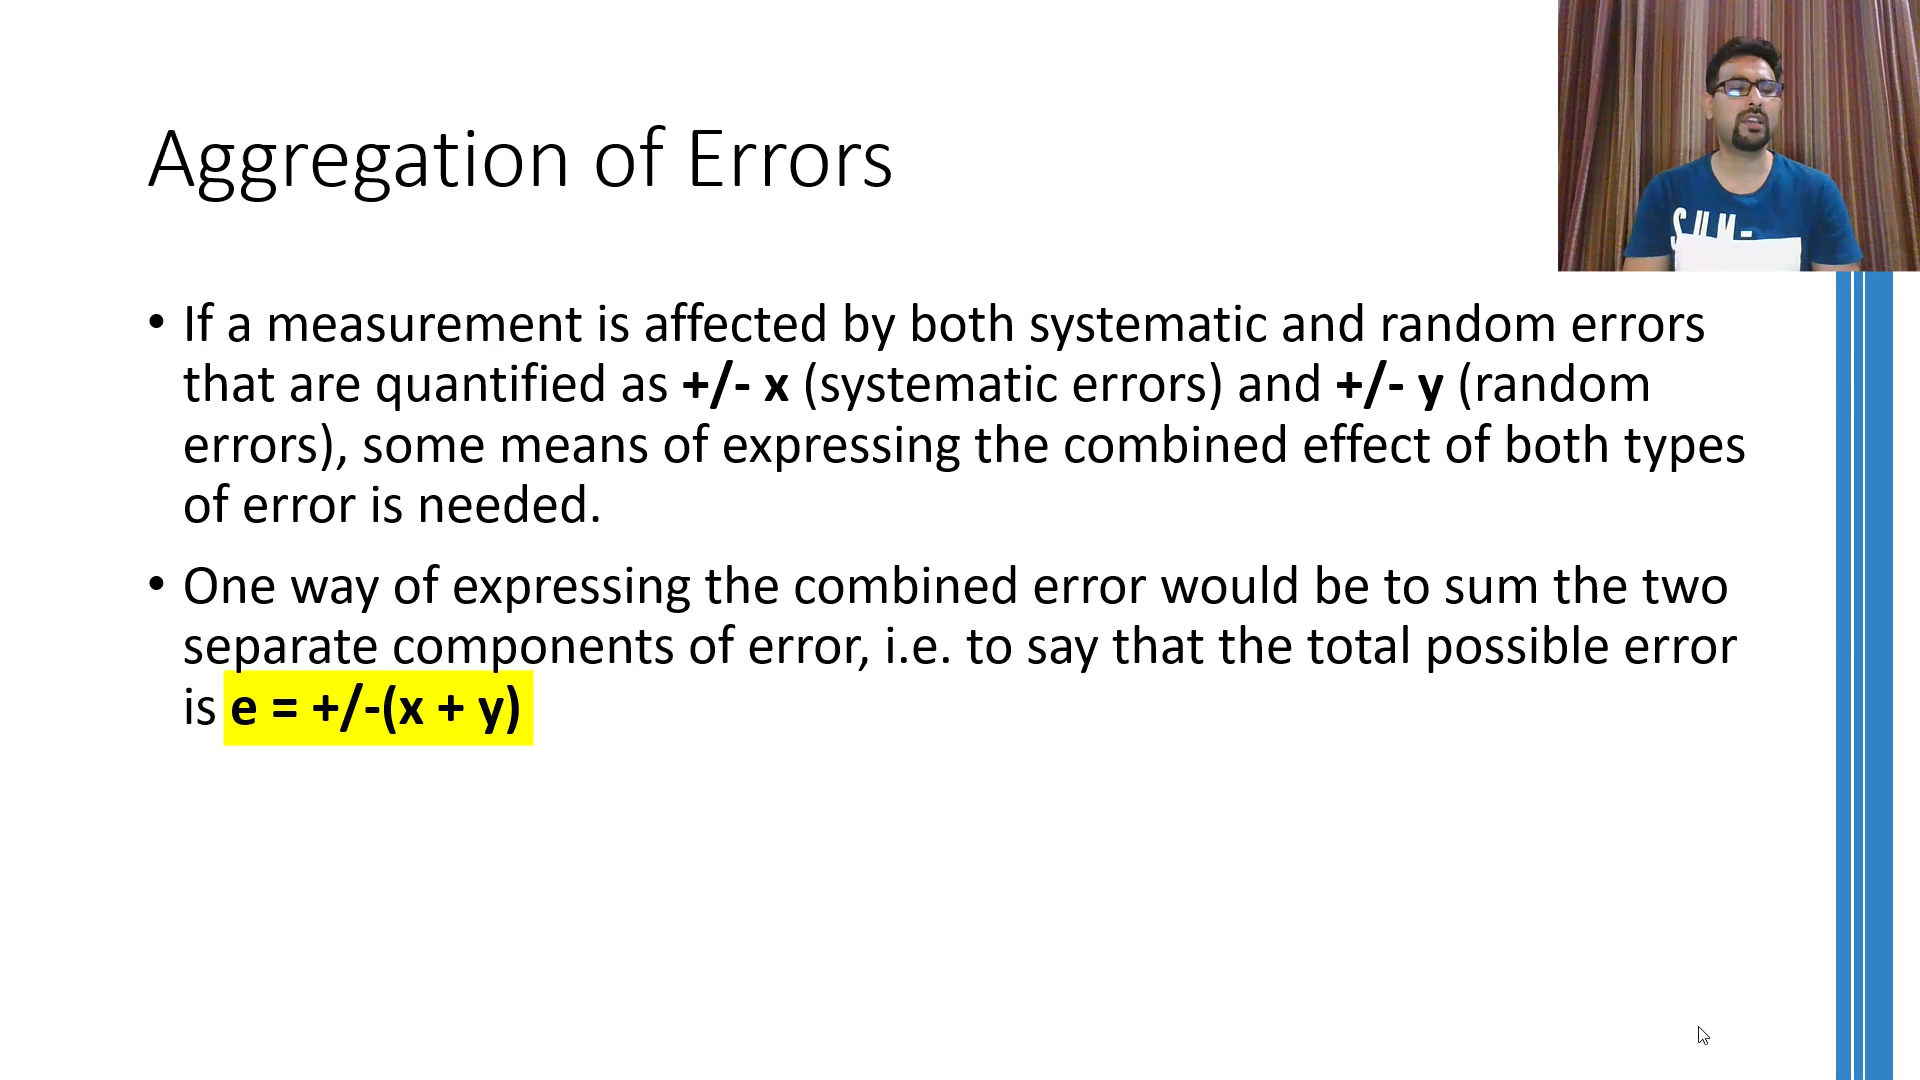 Aggregation of Errors
• If a measurement is affected by both systematic and random errors
that are quantified as +/- x (systematic errors) and +/- y (random
errors), some means of expressing the combined effect of both types
of error is needed.
• One way of expressing the combined error would be to sum the two
separate components of error, i.e. to say that the total possible error
is e = +/-(x + y)